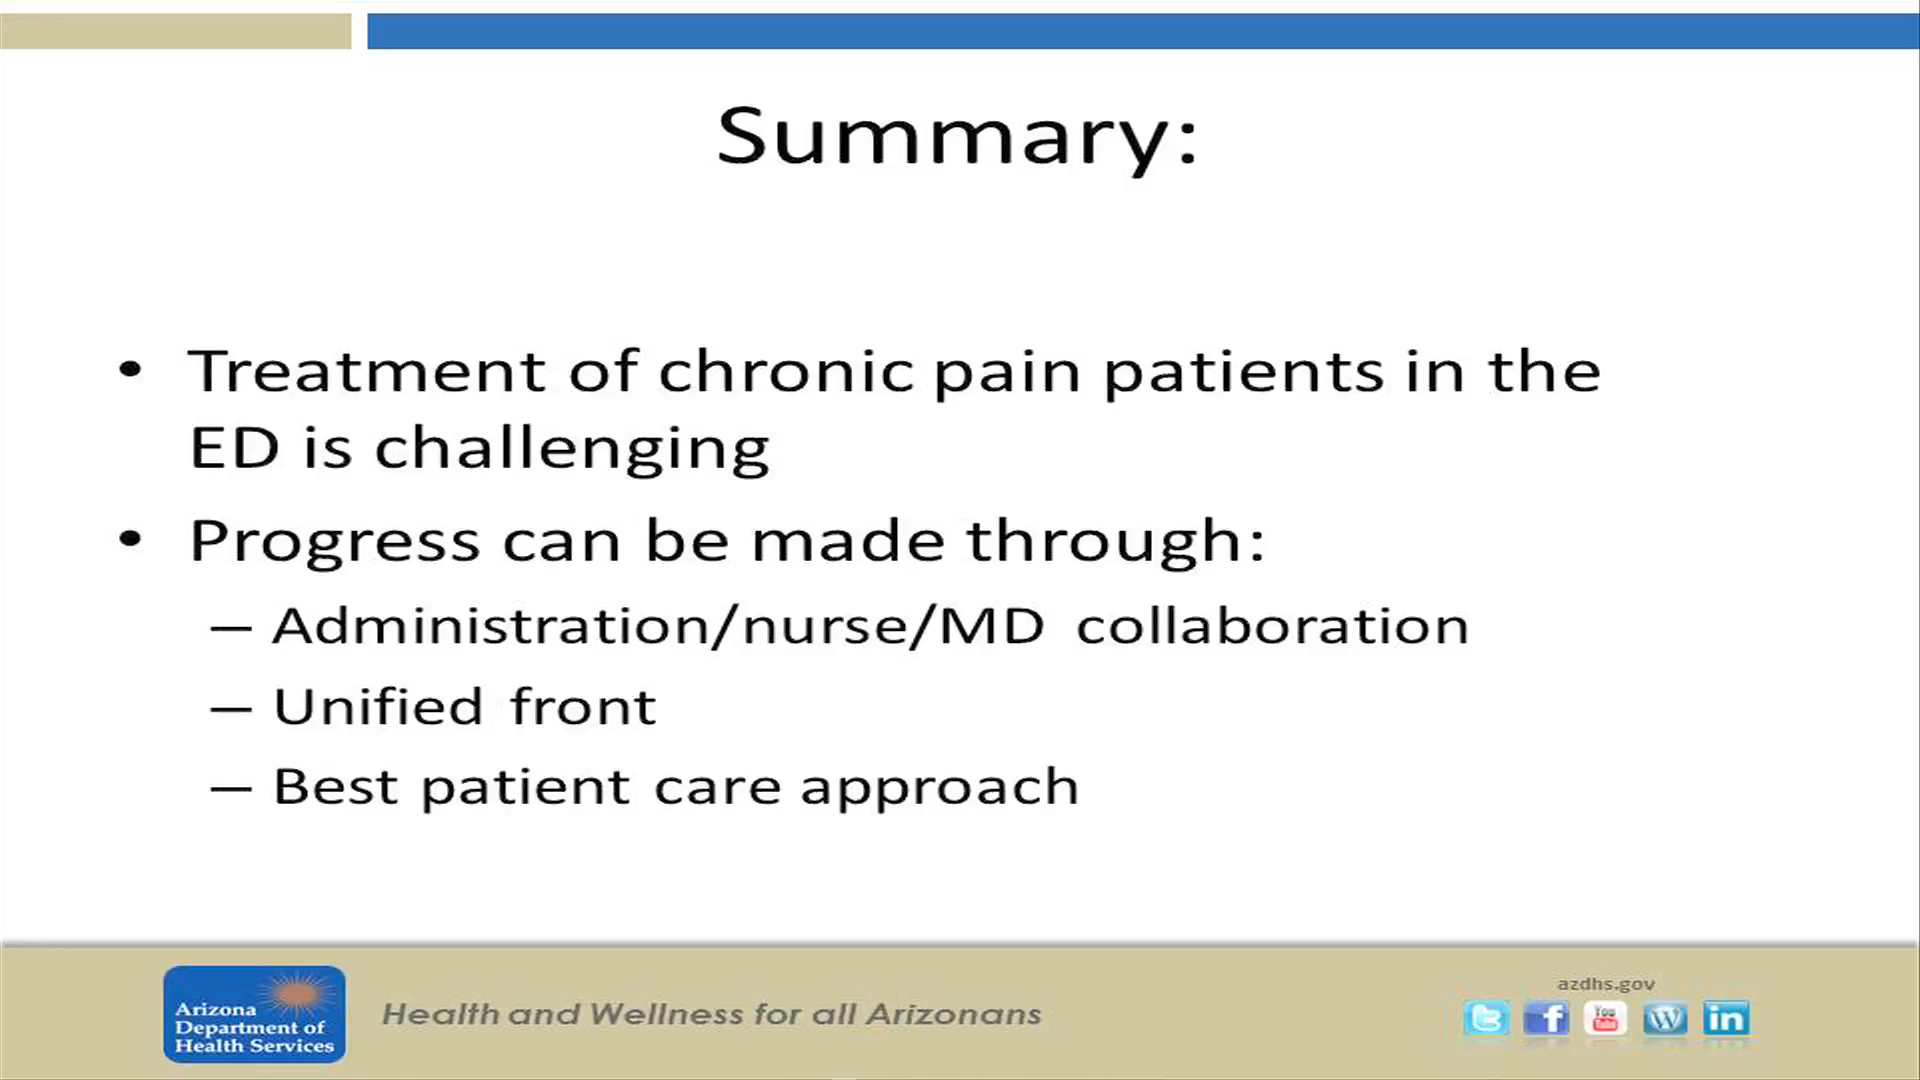 Summary:
• Treatment of chronic pain patients in the
ED is challenging
• Progress can be made through:
– Administration/nurse/MD collaboration
– Unified front
– Best patient care approach
Arizona
Department of
Health Services
Health and Wellness for all Arizonans
azdhs.gov
You
Tube